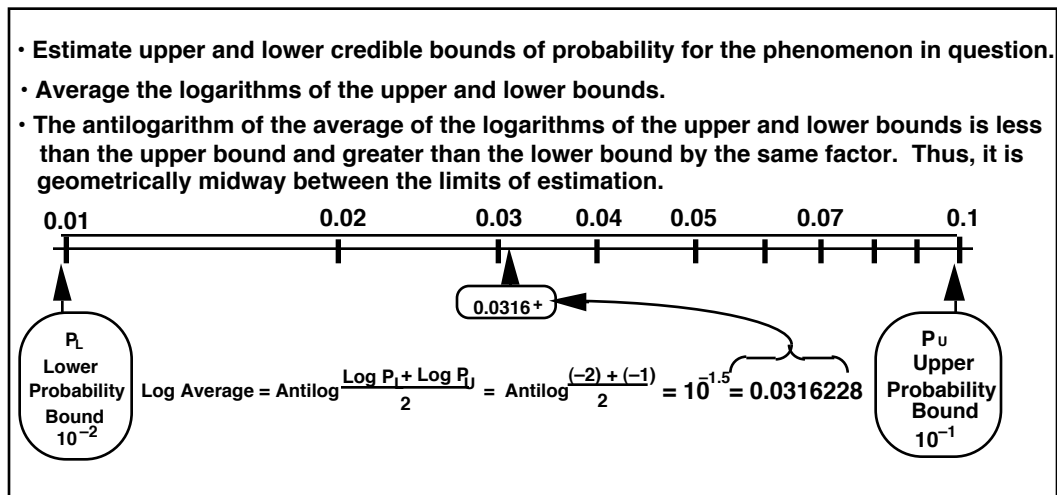 • Estimate upper and lower credible bounds of probability for the phenomenon in question.
• Average the logarithms of the upper and lower bounds.
• The antilogarithm of the average of the logarithms of the upper and lower bounds is less
than the upper bound and greater than the lower bound by the same factor. Thus, it is
geometrically midway between the limits of estimation.
0.01 0.02 0.03 0.04 0.05 0.07 0.1
0.0316+
PL
Lower
Probability
Bound
10–2
Log Average = Antilog (Log PL + Log PU)/2 = Antilog ((–2) + (–1))/2 = 10–1.5 = 0.0316228
PU
Upper
Probability
Bound
10–1